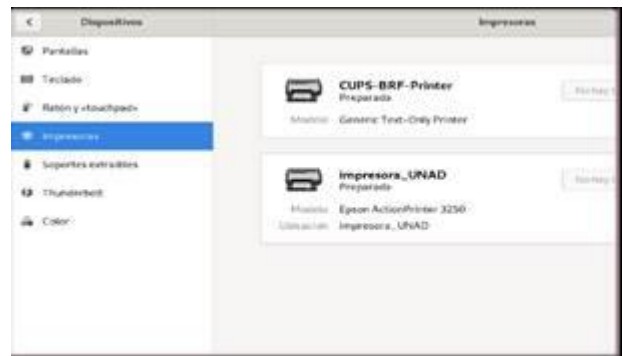 Dispositivos
Impresoras
Pantallas
Teclado
Ratón y «touchpad»
Impresoras
Soportes extraíbles
Thunderbolt
Color
CUPS-BRF-Printer
Preparada
Modelo Generic Text-Only Printer
Impresora_UNAD
Preparada
Modelo Epson ActionPrinter 3250
Ubicación Impresora_UNAD